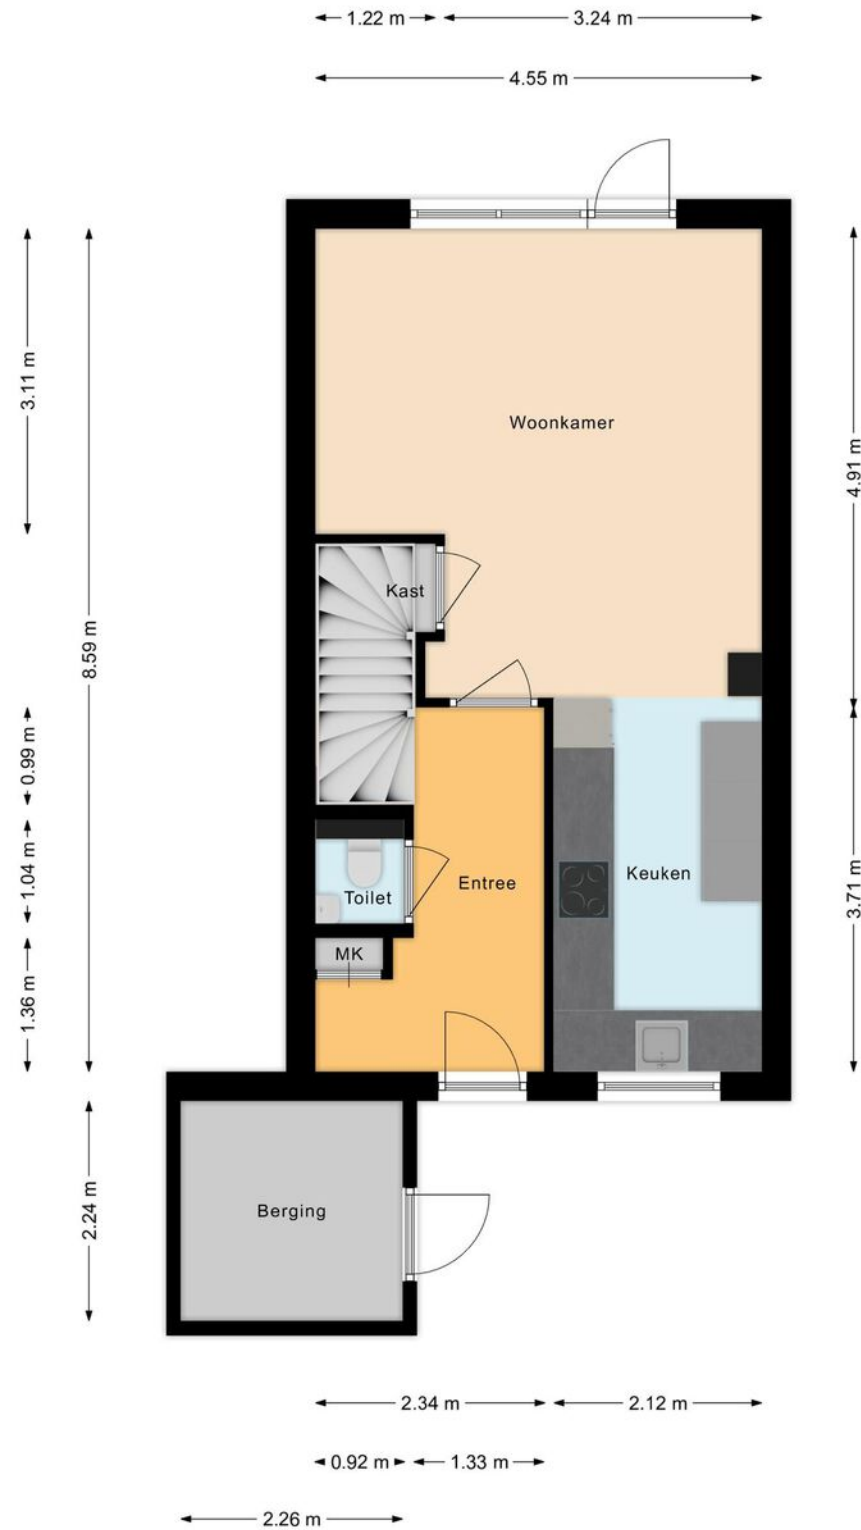 1.22 m
3.24 m
4.55 m
3.11 m
8.59 m
4.91 m
Woonkamer
Kast
0.99 m
1.04 m
1.36 m
Toilet
Entree
Keuken
MK
3.71 m
2.24 m
Berging
2.34 m
2.12 m
0.92 m
1.33 m
2.26 m